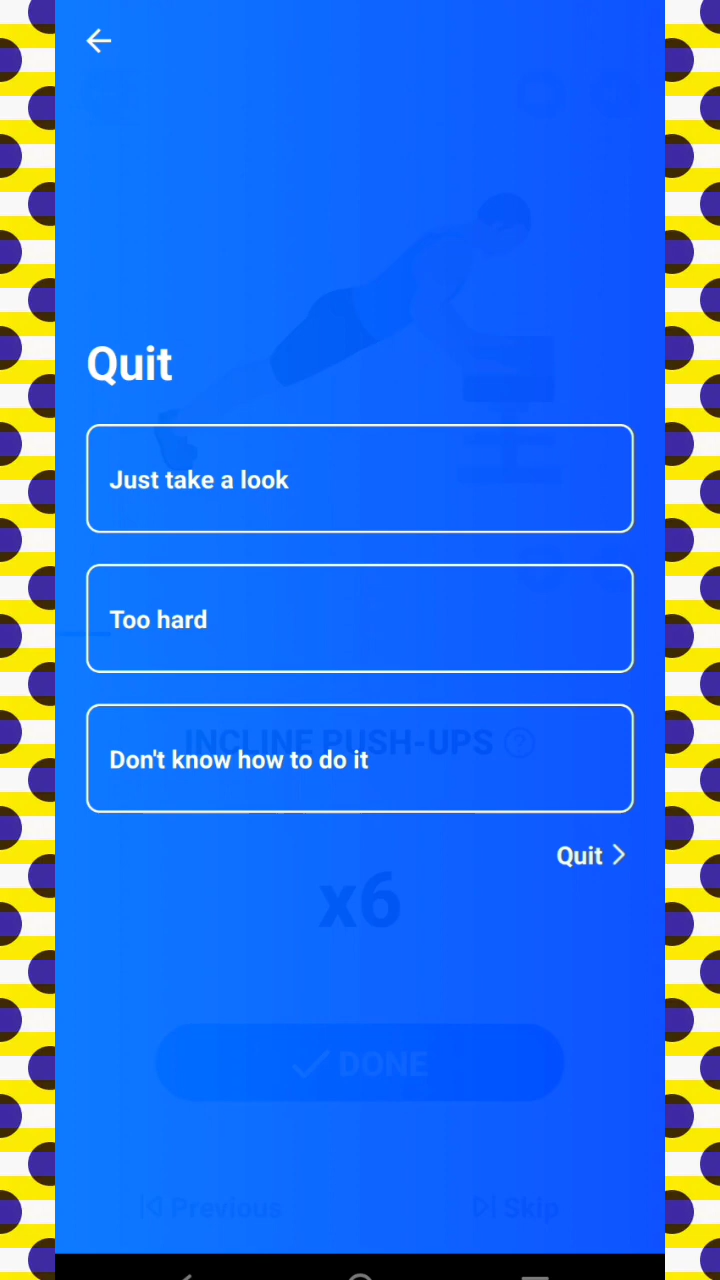 Quit
Just take a look
Too hard
INCLINE PUSH-UPS ?
Don't know how to do it
Quit
x6
DONE
Previous
Skip